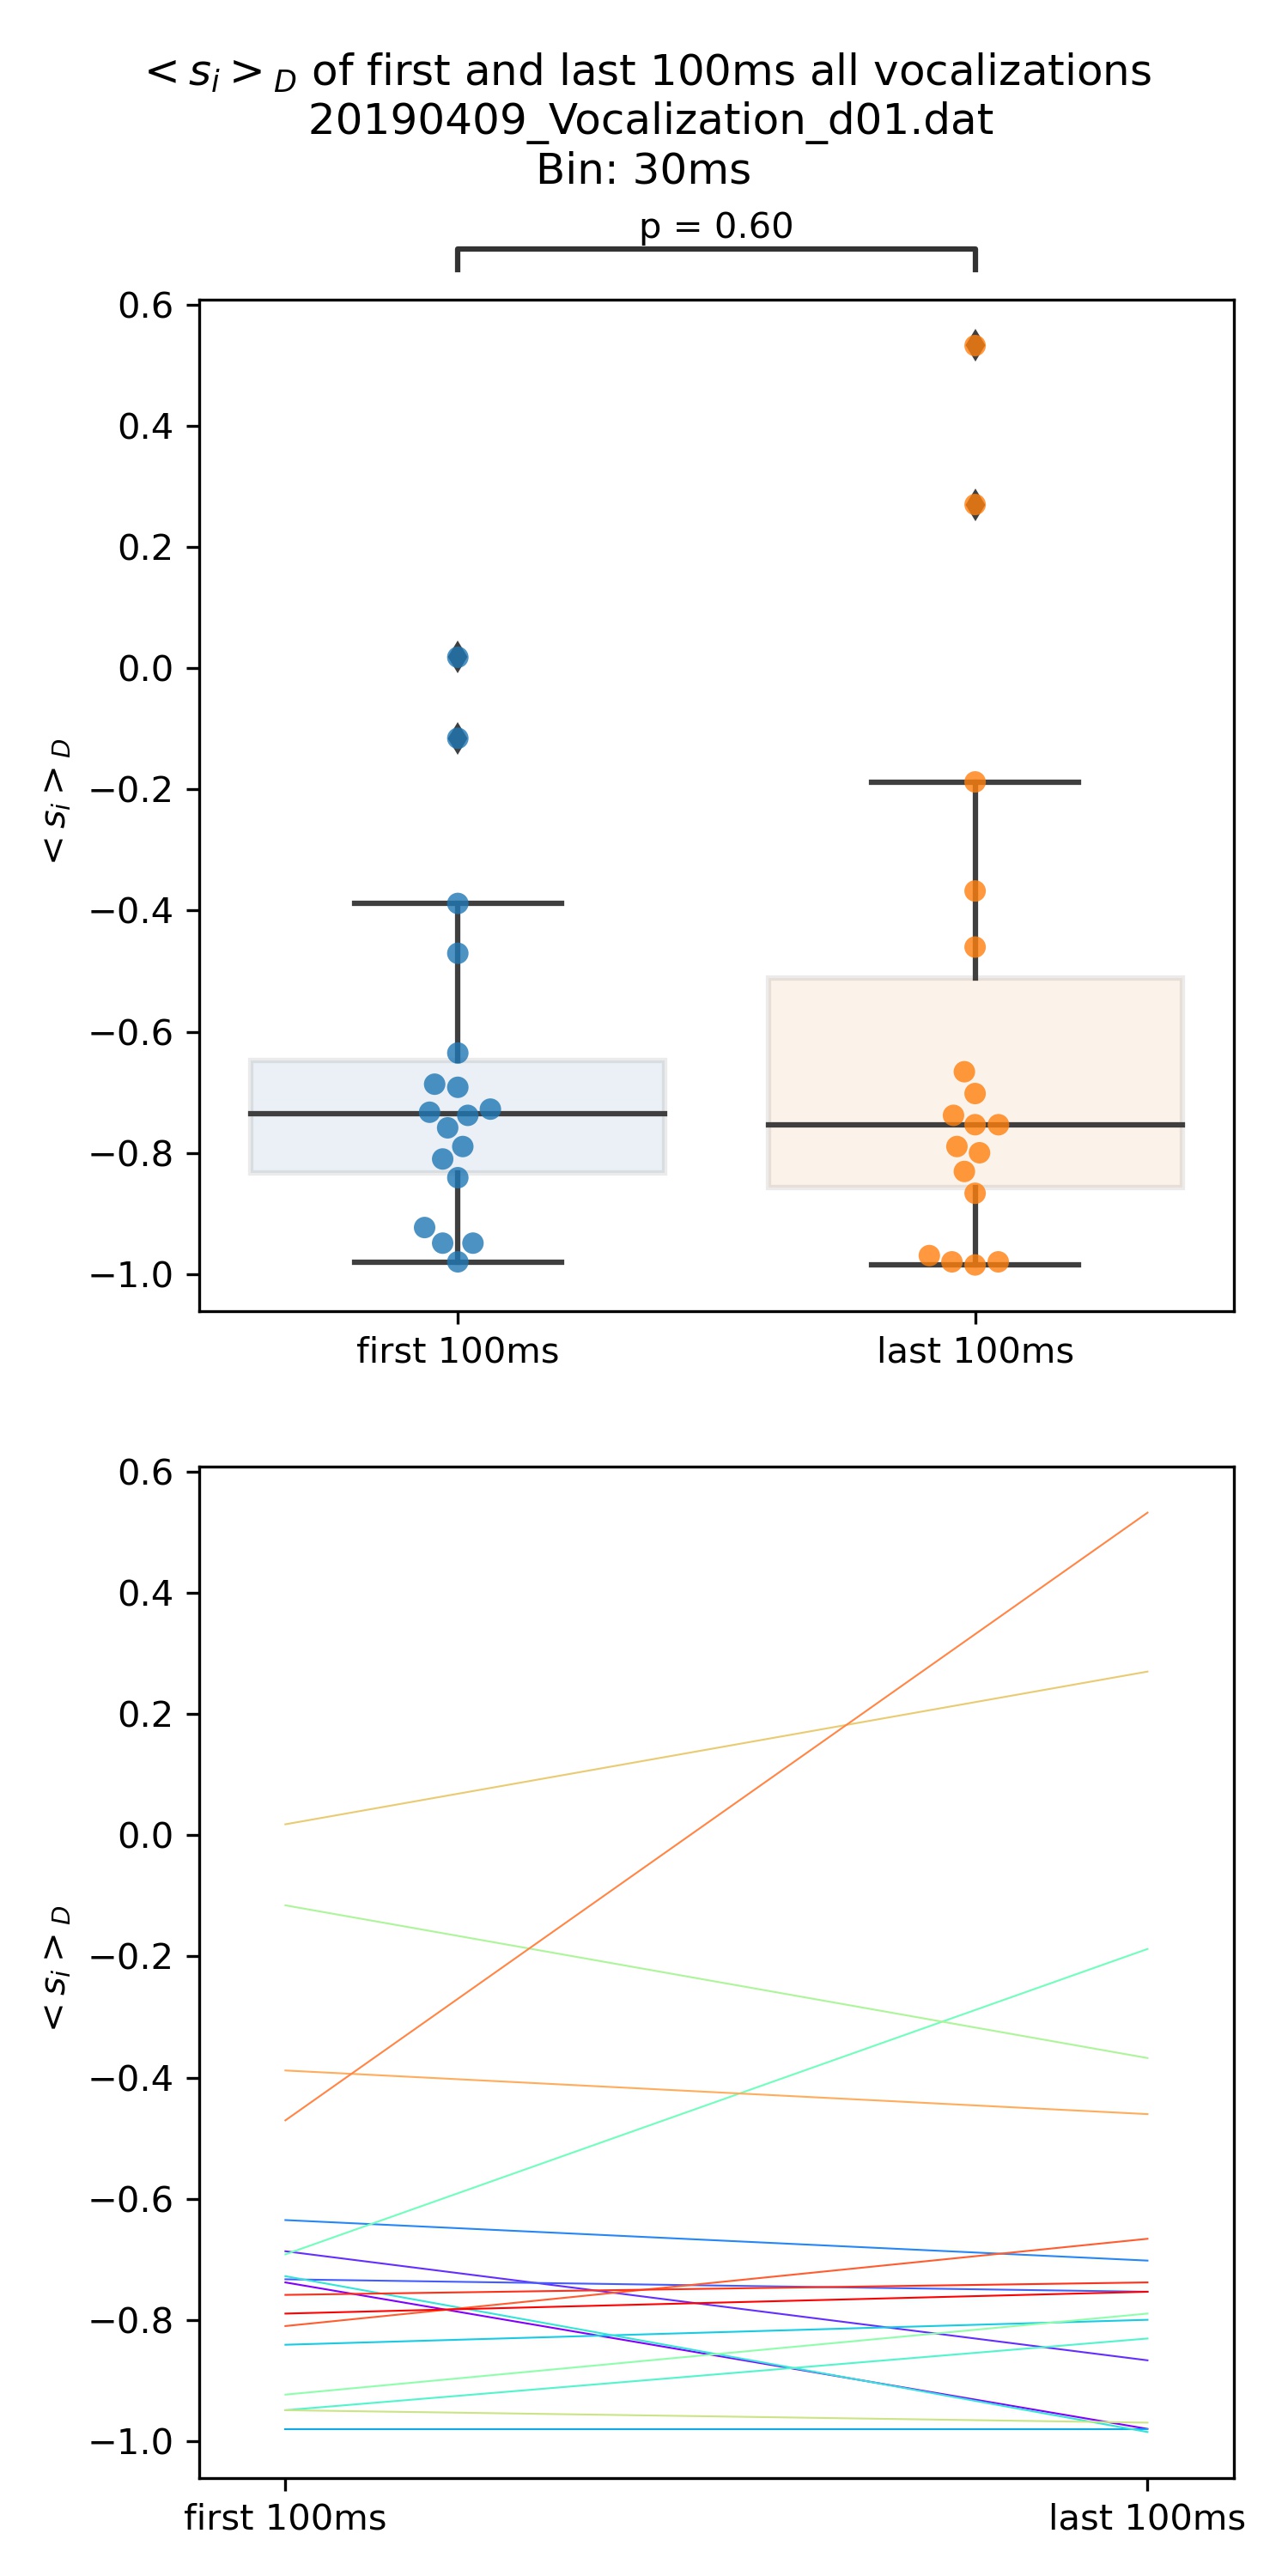 < s_i >_D of first and last 100ms all vocalizations
20190409_Vocalization_d01.dat
Bin: 30ms
p = 0.60
0.6
0.4
0.2
0.0
−0.2
−0.4
−0.6
−0.8
−1.0
< s_i >_D
first 100ms
last 100ms
0.6
0.4
0.2
0.0
−0.2
−0.4
−0.6
−0.8
−1.0
< s_i >_D
first 100ms
last 100ms